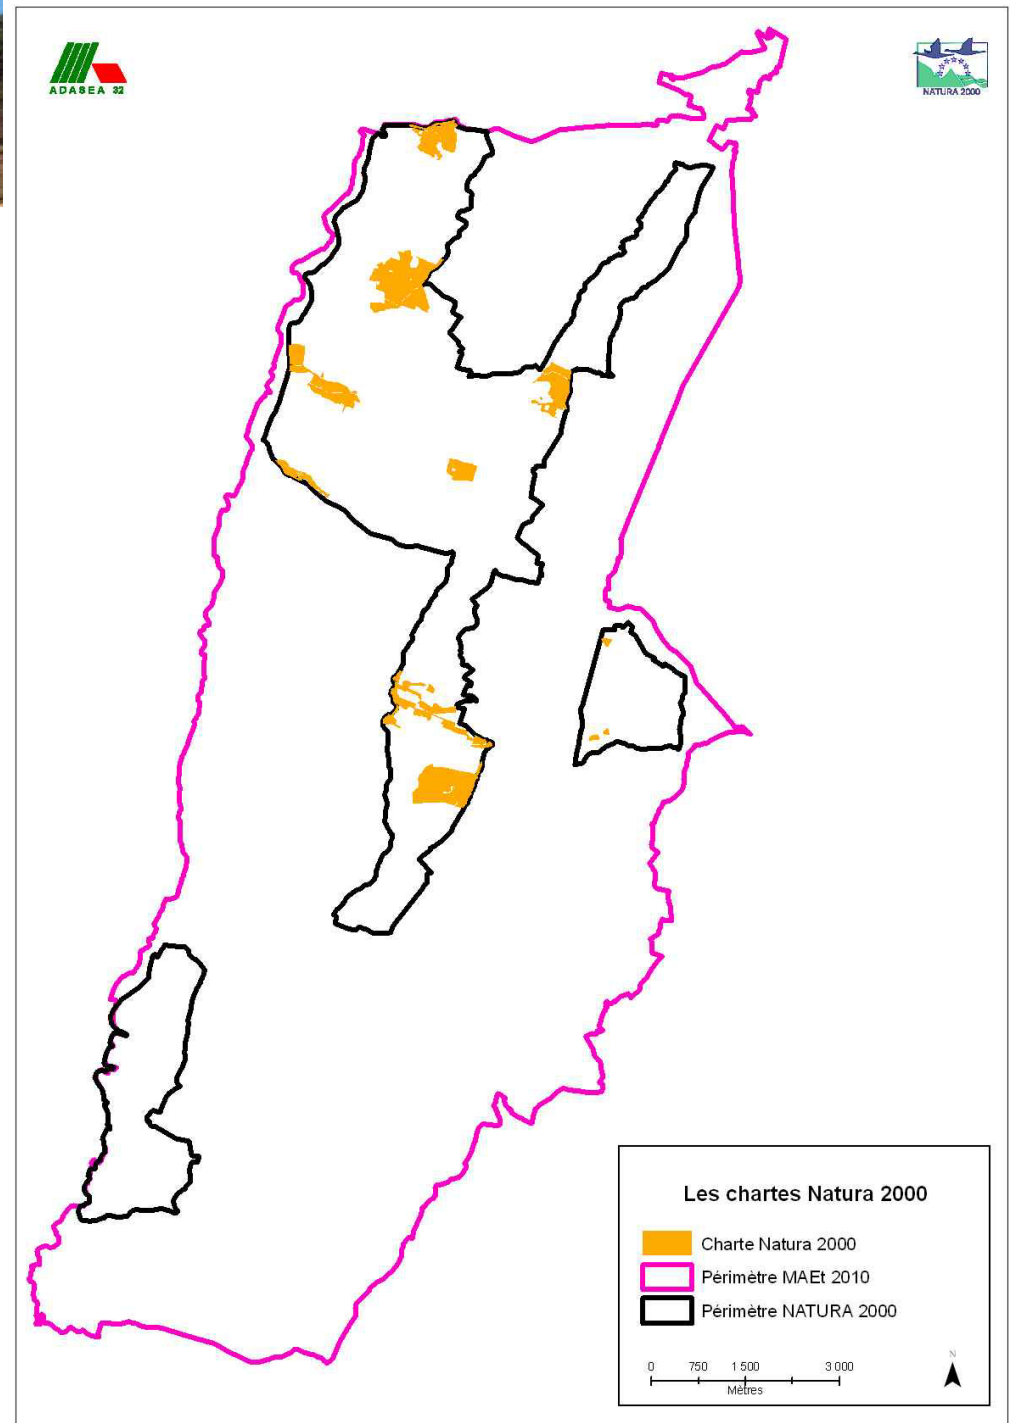 ADASEA 32
NATURA 2000
Les chartes Natura 2000
Charte Natura 2000
Périmètre MAEt 2010
Périmètre NATURA 2000
0 750 1 500 3 000
Mètres
N